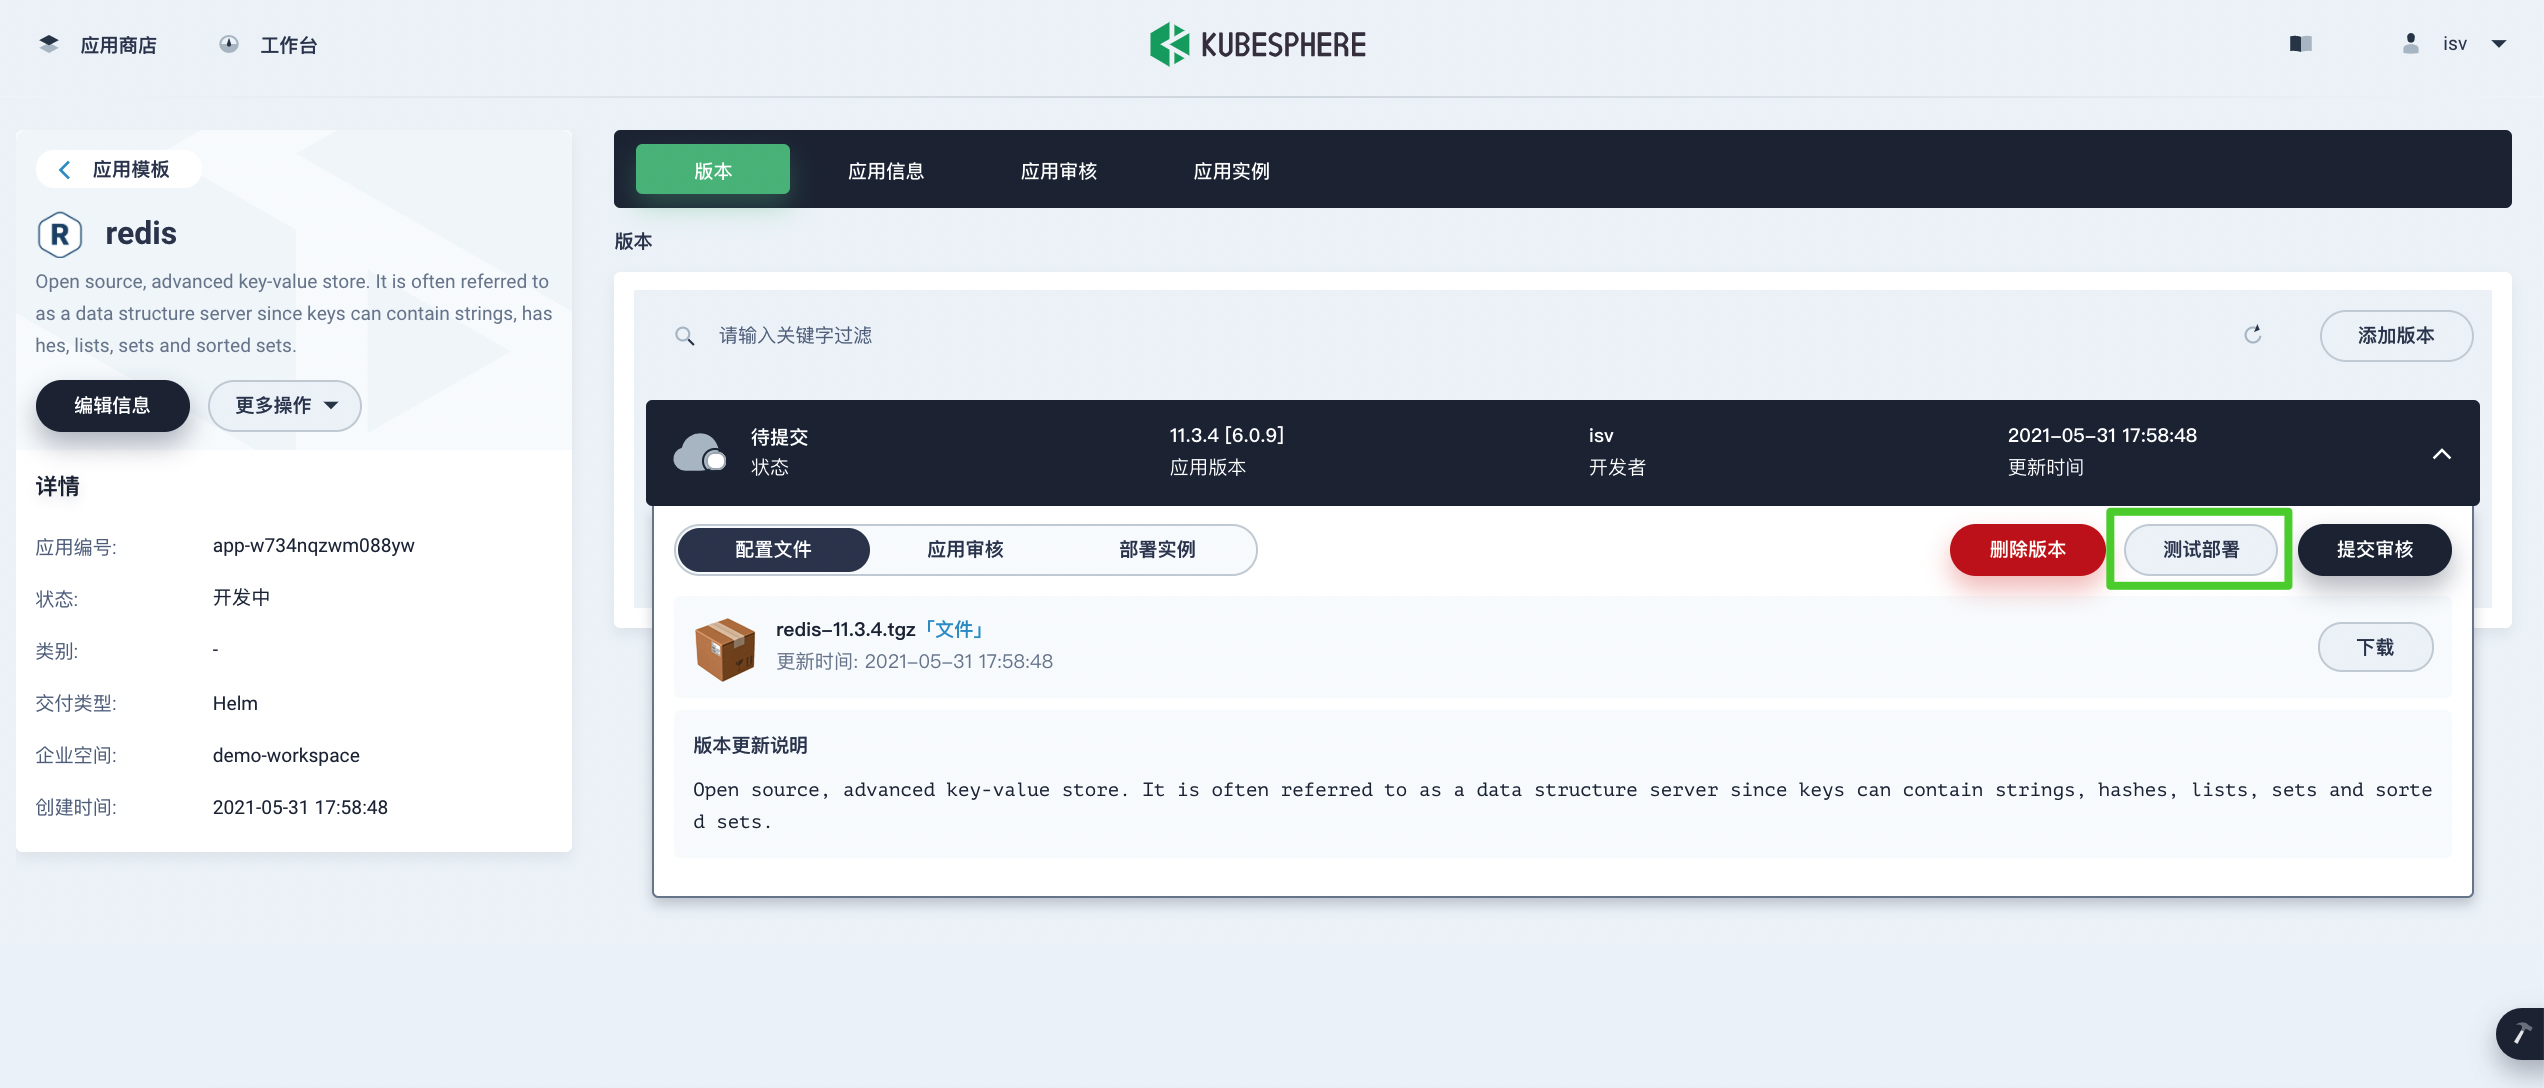 应用商店
工作台
KUBESPHERE
isv
应用模板
R
redis
Open source, advanced key-value store. It is often referred to
as a data structure server since keys can contain strings, has
hes, lists, sets and sorted sets.
编辑信息
更多操作
详情
应用编号: app-w734nqzwm088yw
状态: 开发中
类别: -
交付类型: Helm
企业空间: demo-workspace
创建时间: 2021-05-31 17:58:48
版本
应用信息
应用审核
应用实例
版本
请输入关键字过滤
添加版本
待提交
状态
11.3.4 [6.0.9]
应用版本
isv
开发者
2021-05-31 17:58:48
更新时间
配置文件
应用审核
部署实例
删除版本
测试部署
提交审核
redis-11.3.4.tgz「文件」
更新时间: 2021-05-31 17:58:48
下载
版本更新说明
Open source, advanced key-value store. It is often referred to as a data structure server since keys can contain strings, hashes, lists, sets and sorte
d sets.